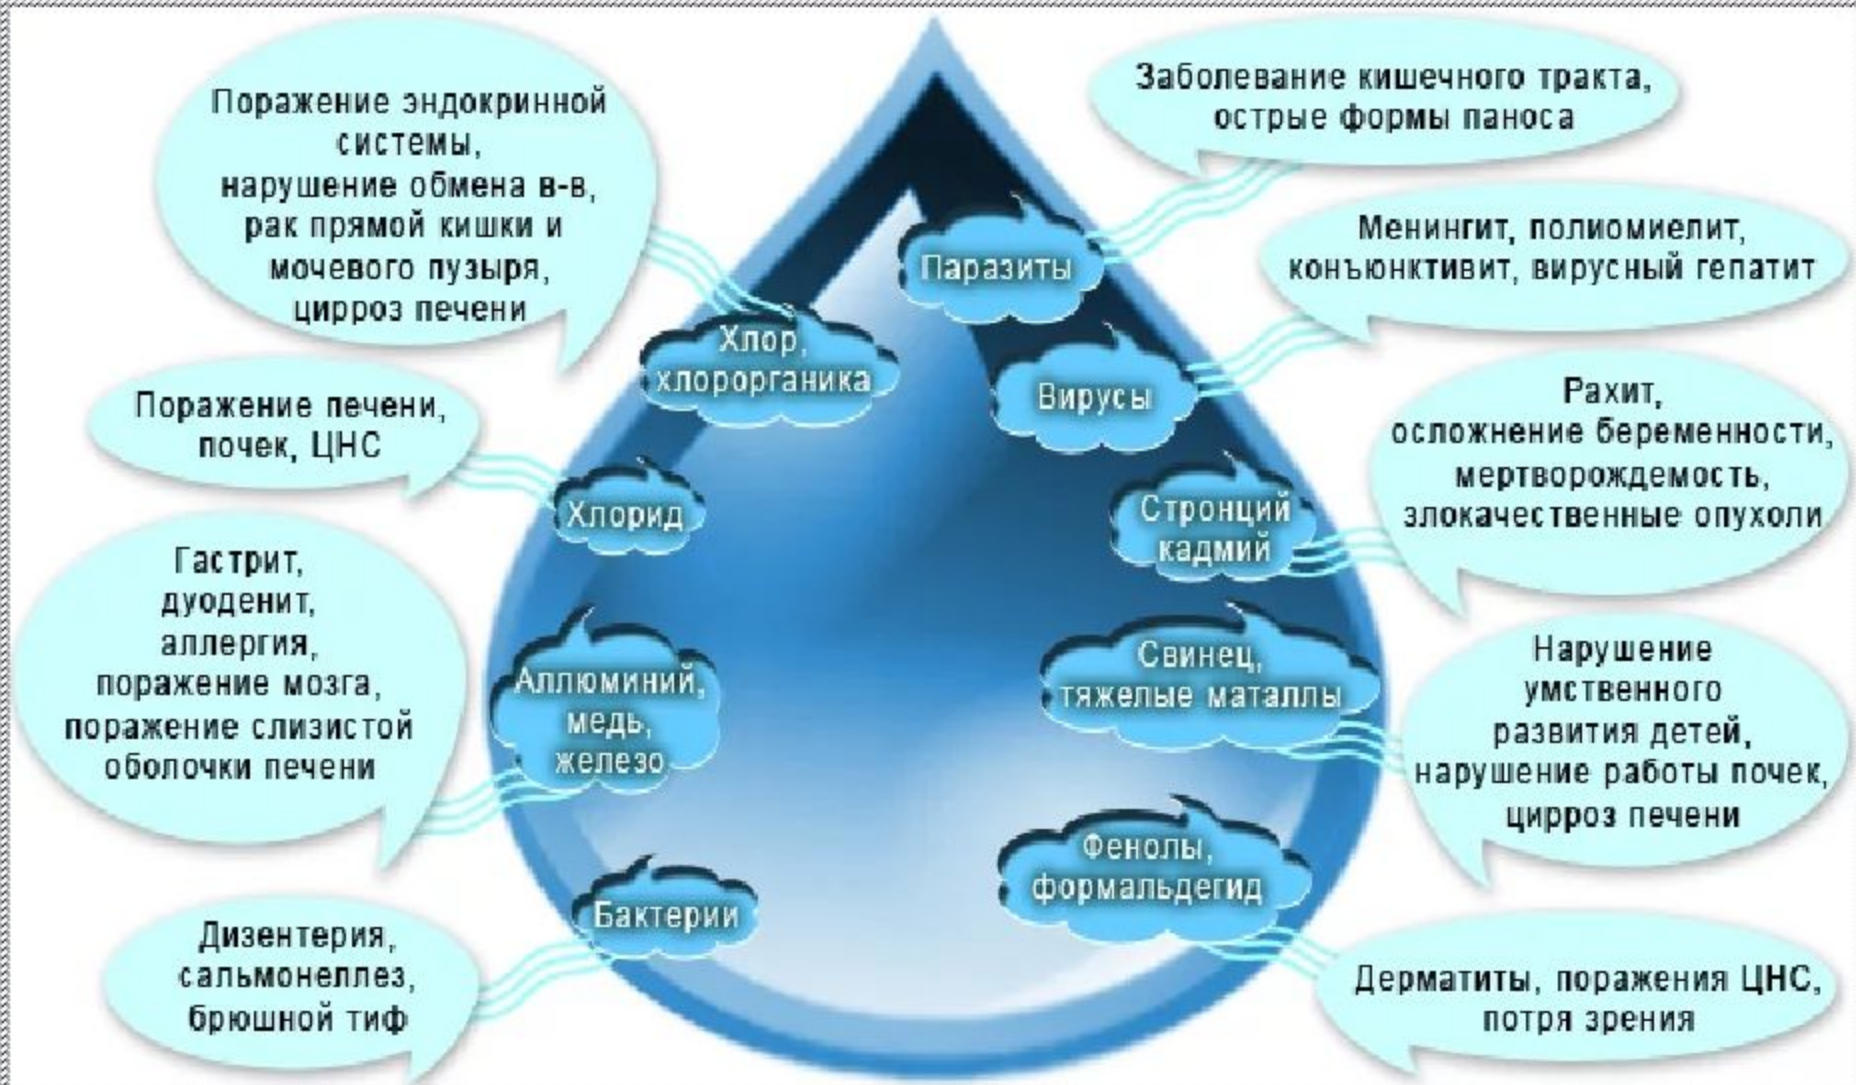 Поражение эндокринной
системы,
нарушение обмена в-в,
рак прямой кишки и
мочевого пузыря,
цирроз печени
Хлор,
хлорорганика
Поражение печени,
почек, ЦНС
Хлорид
Гастрит,
дуоденит,
аллергия,
поражение мозга,
поражение слизистой
оболочки печени
Аллюминий,
медь,
железо
Дизентерия,
сальмонеллез,
брюшной тиф
Бактерии
Заболевание кишечного тракта,
острые формы паноса
Паразиты
Менингит, полиомиелит,
конъюнктивит, вирусный гепатит
Вирусы
Рахит,
осложнение беременности,
мертворождемость,
злокачественные опухоли
Стронций
кадмий
Нарушение
умственного
развития детей,
нарушение работы почек,
цирроз печени
Свинец,
тяжелые маталлы
Дерматиты, поражения ЦНС,
потря зрения
Фенолы,
формальдегид